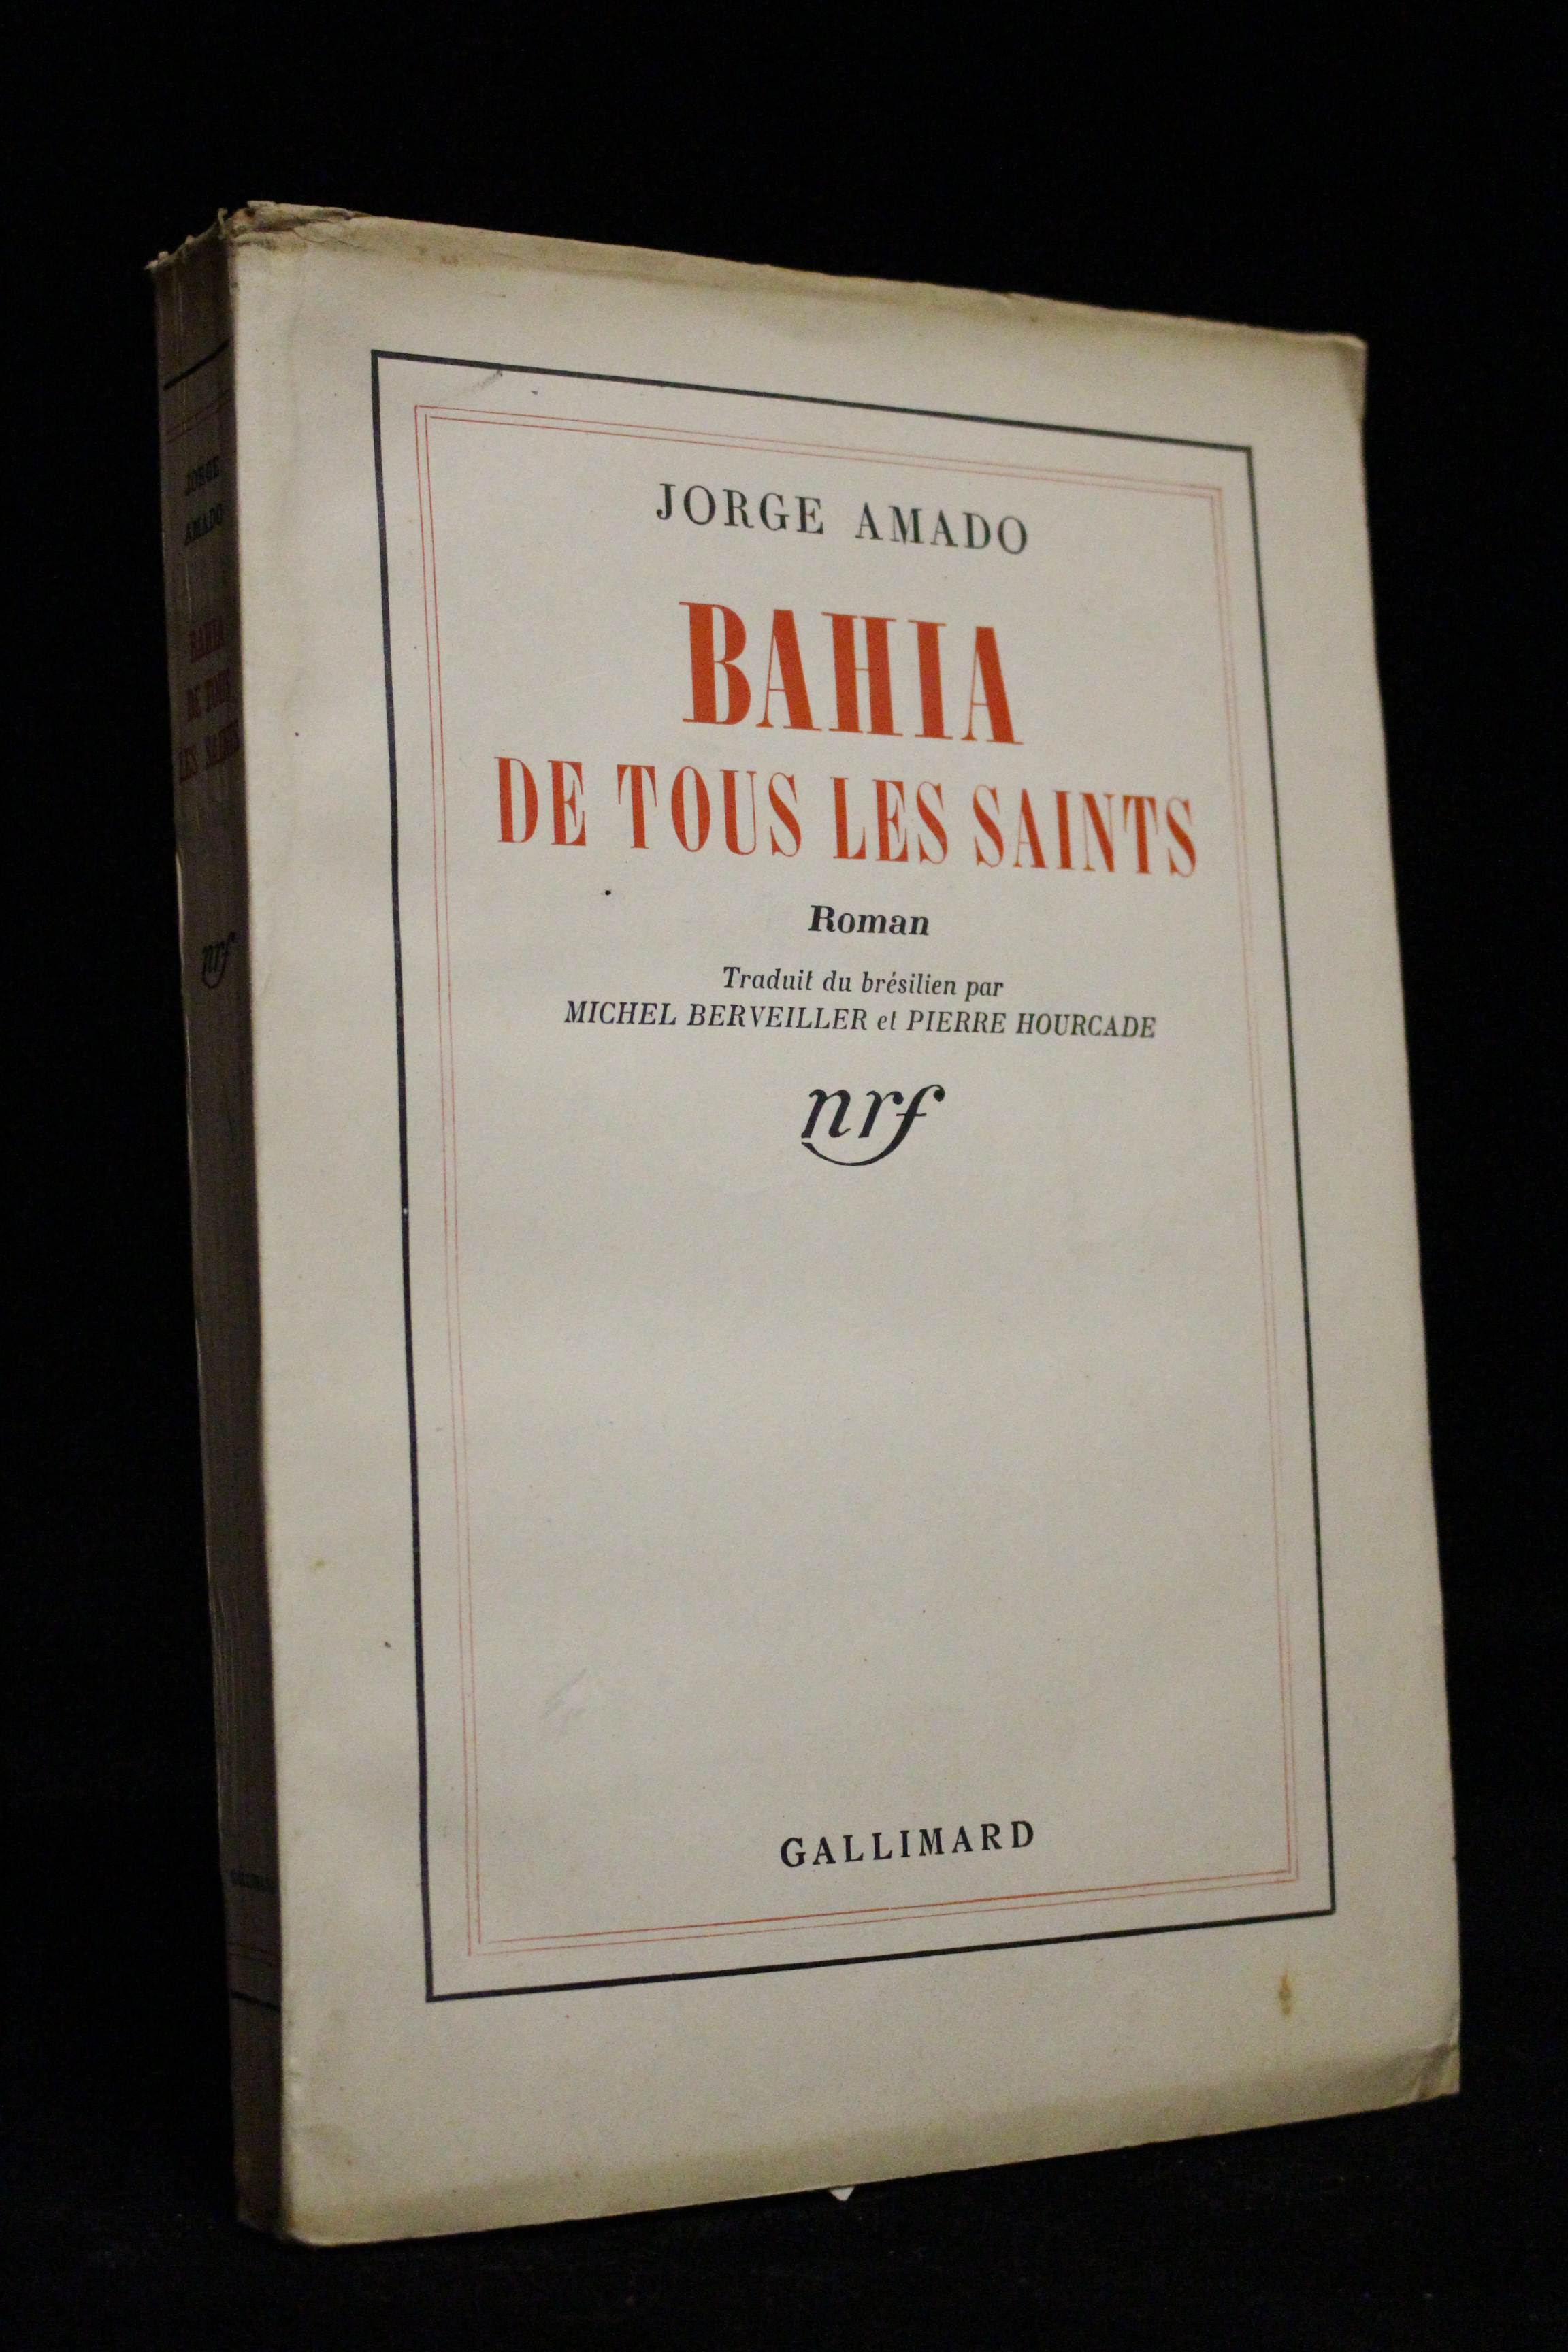 JORGE AMADO
BAHIA
DE TOUS LES SAINTS
Roman
Traduit du brésilien par
MICHEL BERVEILLER et PIERRE HOURCADE
nrf
GALLIMARD
JORGE
AMADO
BAHIA
DE TOUS
LES SAINTS
nrf